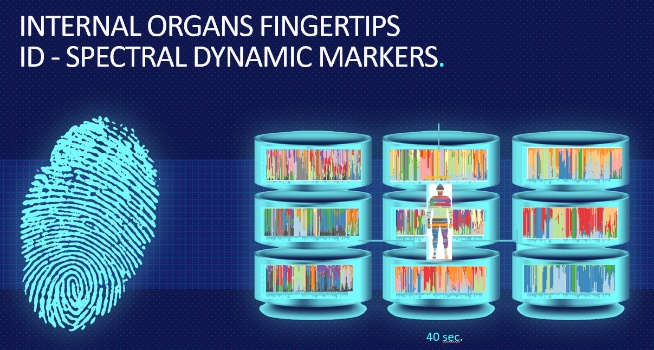 INTERNAL ORGANS FINGERTIPS
ID - SPECTRAL DYNAMIC MARKERS.
40 sec.